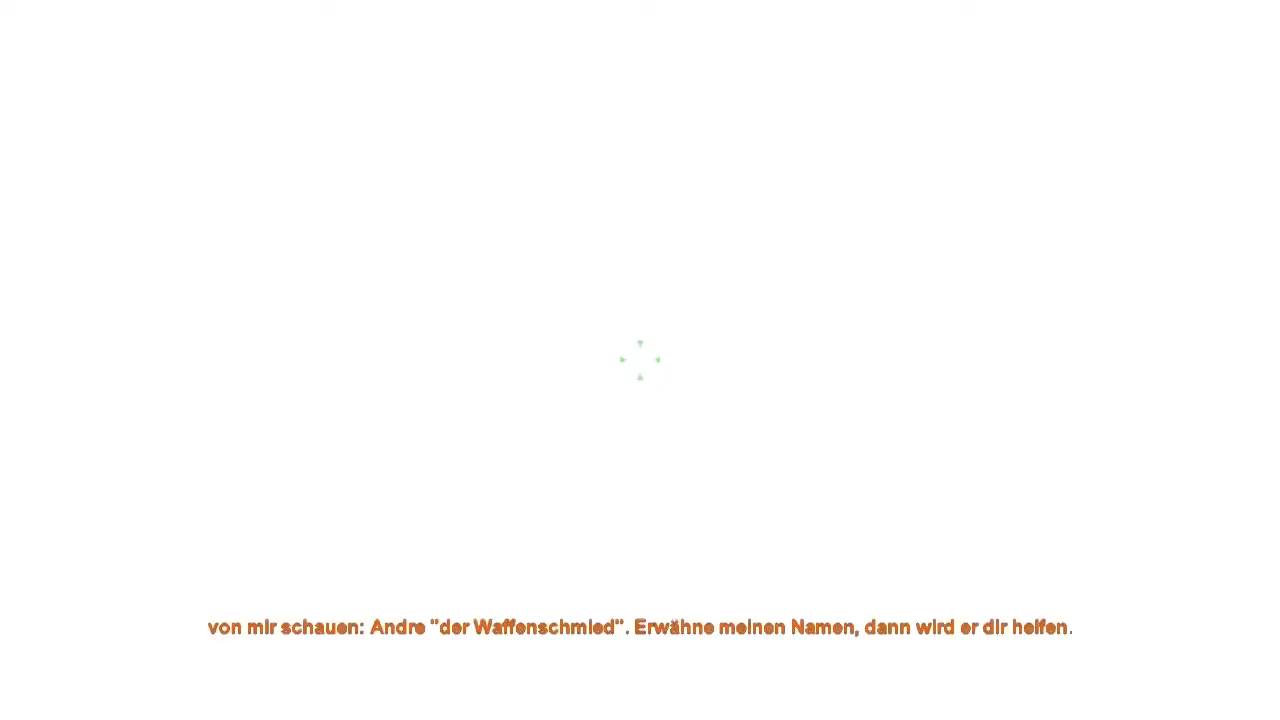 von mir schauen: Andre "der Waffenschmied". Erwähne meinen Namen, dann wird er dir helfen.